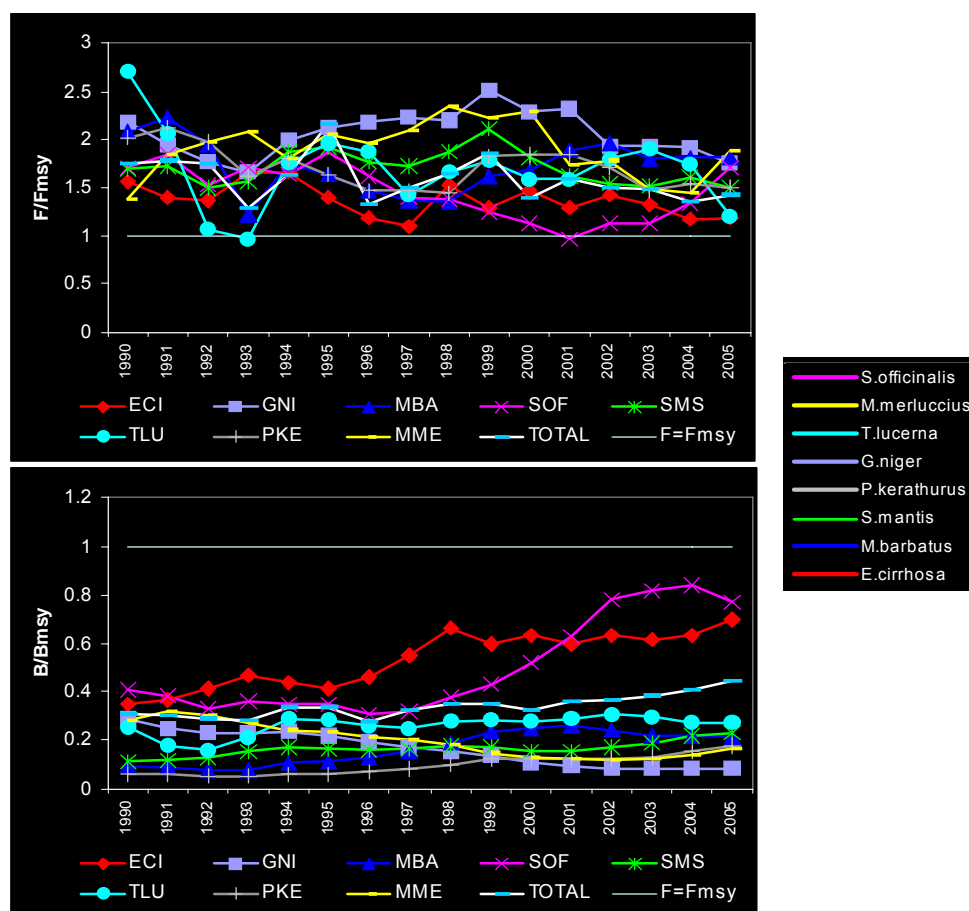 F/Fmsy
3
2.5
2
1.5
1
0.5
0
1990 1991 1992 1993 1994 1995 1996 1997 1998 1999 2000 2001 2002 2003 2004 2005
ECI GNI MBA SOF SMS
TLU PKE MME TOTAL F=Fmsy
B/Bmsy
1.2
1
0.8
0.6
0.4
0.2
0
1990 1991 1992 1993 1994 1995 1996 1997 1998 1999 2000 2001 2002 2003 2004 2005
ECI GNI MBA SOF SMS
TLU PKE MME TOTAL F=Fmsy
S.officinalis
M.merluccius
T.lucerna
G.niger
P.kerathurus
S.mantis
M.barbatus
E.cirrhosa